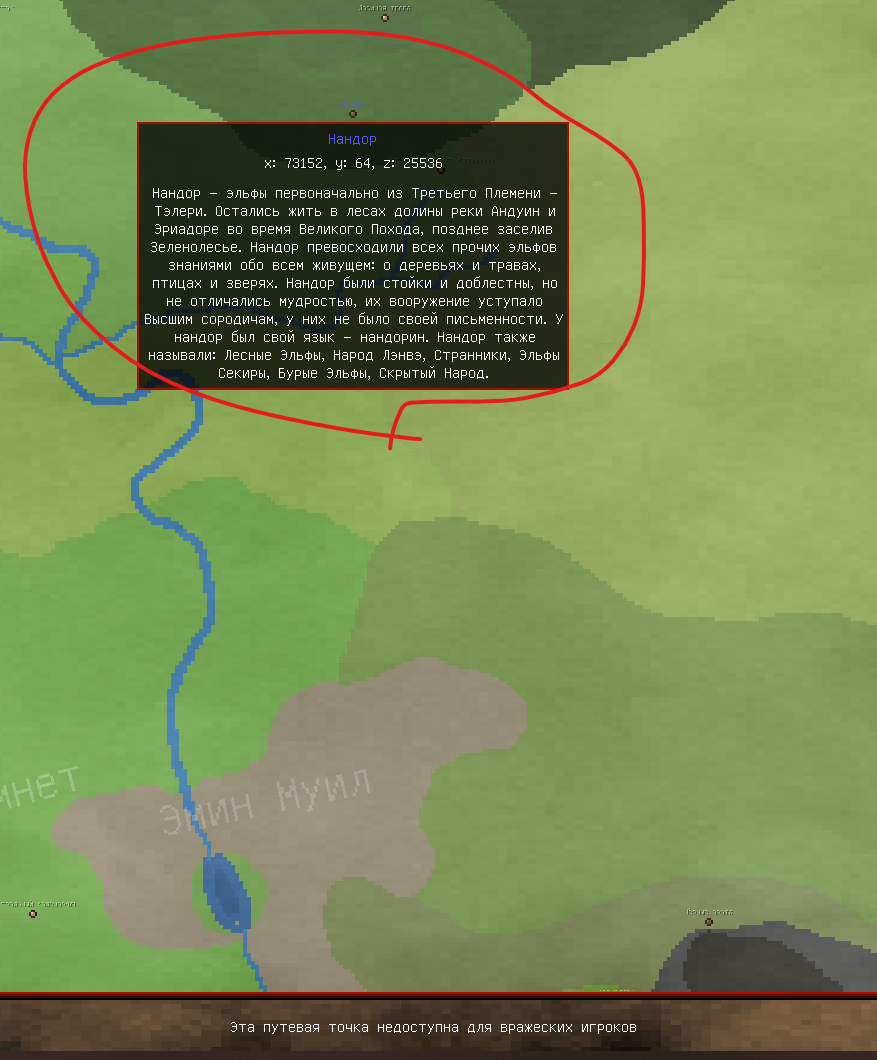 Лесная тропа
Нандор
x: 73152, y: 64, z: 25536
Нандор – эльфы первоначально из Третьего Племени –
Тэлери. Остались жить в лесах долины реки Андуин и
Эриадоре во время Великого Похода, позднее заселив
Зеленолесье. Нандор превосходили всех прочих эльфов
знаниями обо всем живущем: о деревьях и травах,
птицах и зверях. Нандор были стойки и доблестны, но
не отличались мудростью, их вооружение уступало
Высшим сородичам, у них не было своей письменности. У
нандор был свой язык – нандорин. Нандор также
называли: Лесные Эльфы, Народ Лэнвэ, Странники, Эльфы
Секиры, Бурые Эльфы, Скрытый Народ.
Эмин Муил
Эта путевая точка недоступна для вражеских игроков